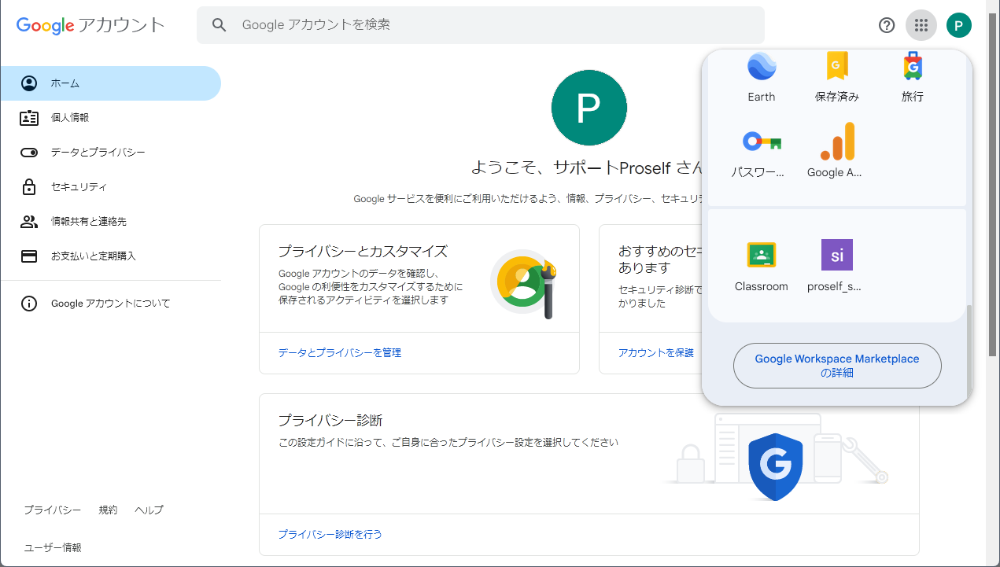 Google アカウント
Google アカウントを検索
P
ホーム
個人情報
データとプライバシー
セキュリティ
情報共有と連絡先
お支払いと定期購入
Google アカウントについて
プライバシー 規約 ヘルプ
ユーザー情報
P
ようこそ、サポートProself さん
Google サービスを便利にご利用いただけるよう、情報、プライバシー、セキュリテ
プライバシーとカスタマイズ
Google アカウントのデータを確認し、
Google の利便性をカスタマイズするために
保存されるアクティビティを選択します
データとプライバシーを管理
おすすめのセキ
あります
セキュリティ診断で
かりました
アカウントを保護
プライバシー診断
この設定ガイドに沿って、ご自身に合ったプライバシー設定を選択してください
G
プライバシー診断を行う
G
G
Earth 保存済み 旅行
パスワー... Google A...
si
Classroom proself_s...
Google Workspace Marketplace
の詳細